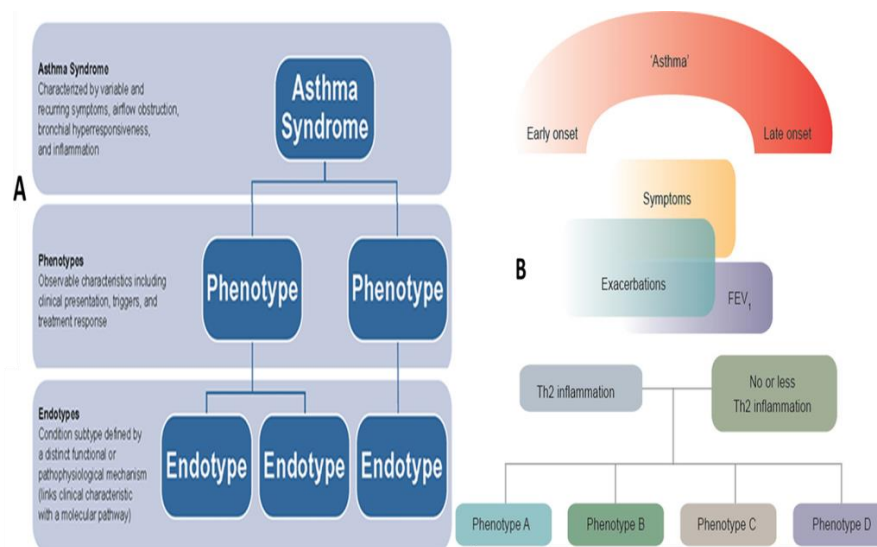 A
Asthma Syndrome
Characterized by variable and
recurring symptoms, airflow obstruction,
bronchial hyperresponsiveness,
and inflammation
Asthma
Syndrome
Phenotypes
Observable characteristics including
clinical presentation, triggers, and
treatment response
Phenotype
Phenotype
Endotypes
Condition subtype defined by
a distinct functional or
pathophysiological mechanism
(links clinical characteristic
with a molecular pathway)
Endotype
Endotype
Endotype
B
'Asthma'
Early onset
Late onset
Symptoms
Exacerbations
FEV1
Th2 inflammation
No or less
Th2 inflammation
Phenotype A
Phenotype B
Phenotype C
Phenotype D